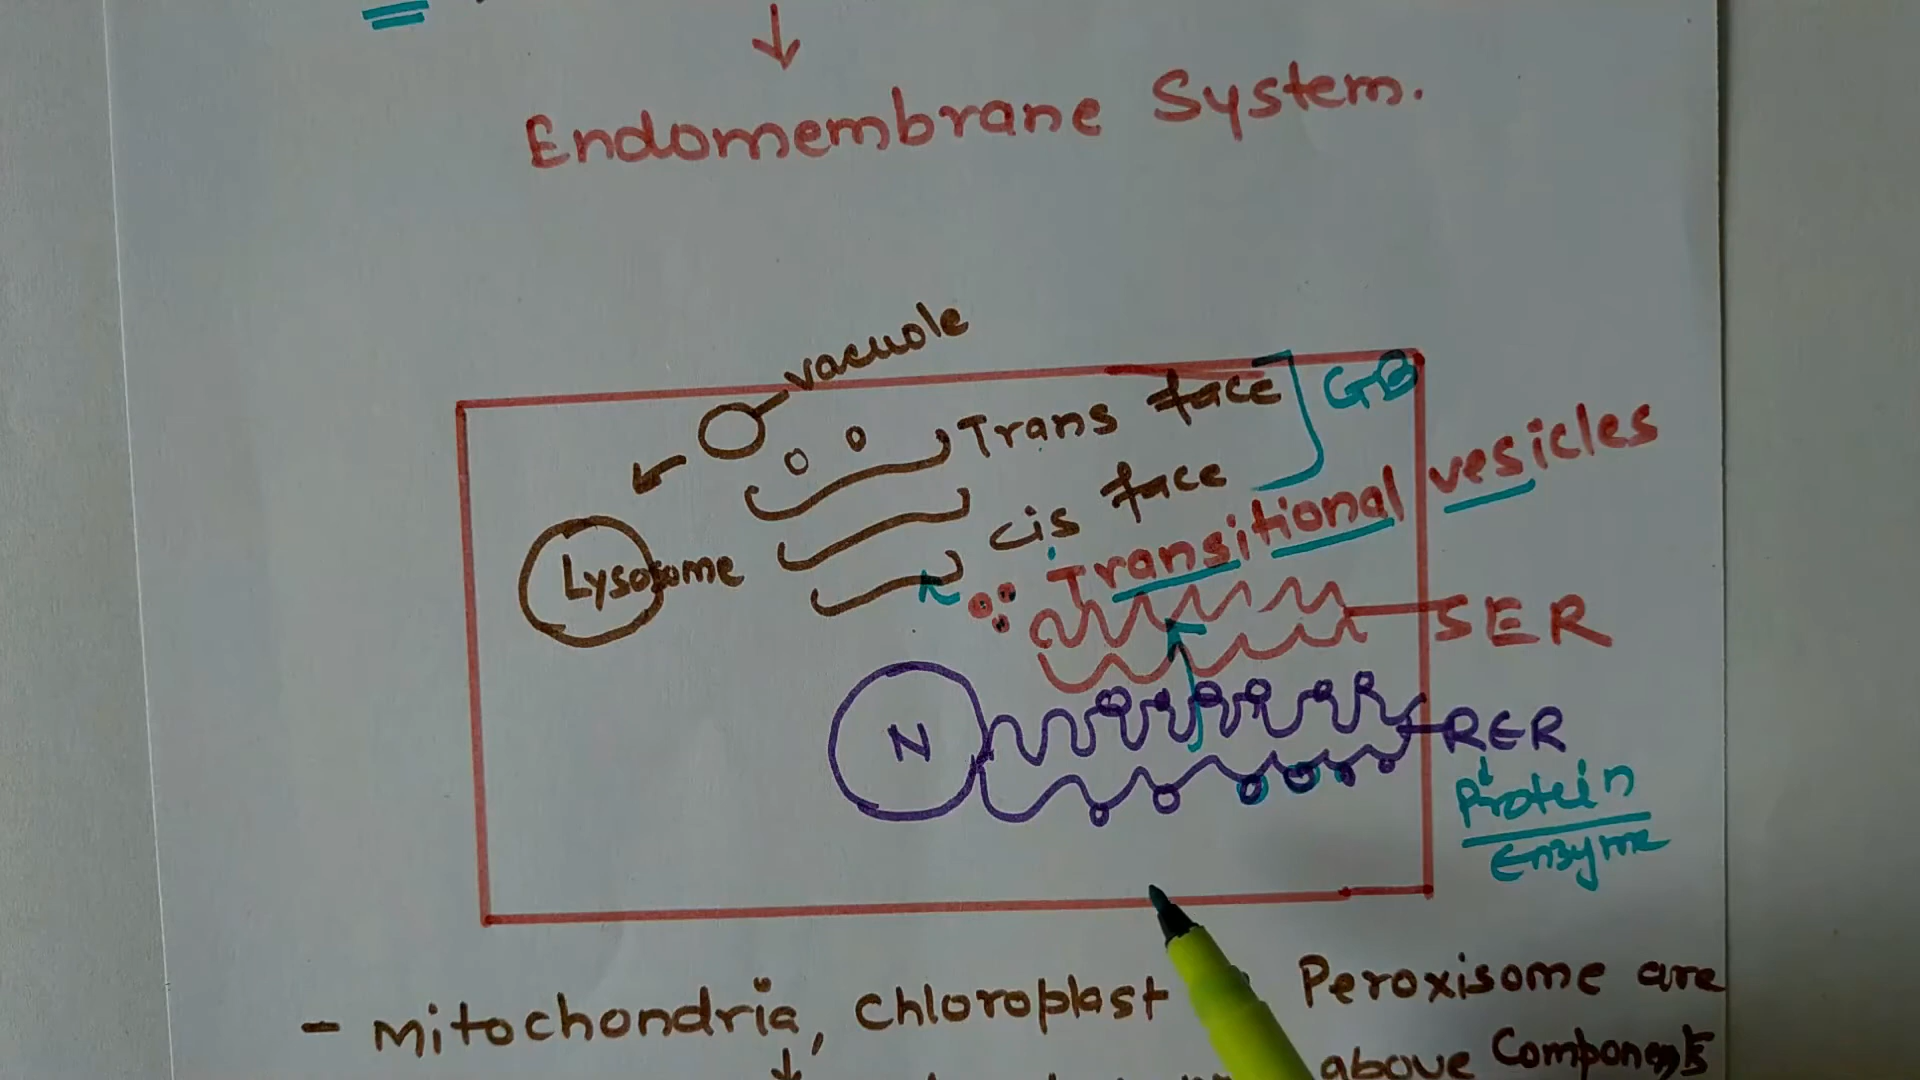 Endomembrane System.
vacuole
Trans face
GB
cis face
Transitional vesicles
Lysosome
SER
N
RER
Protein
Enzyme
- Mitochondria, Chloroplast Peroxisome are
above Components